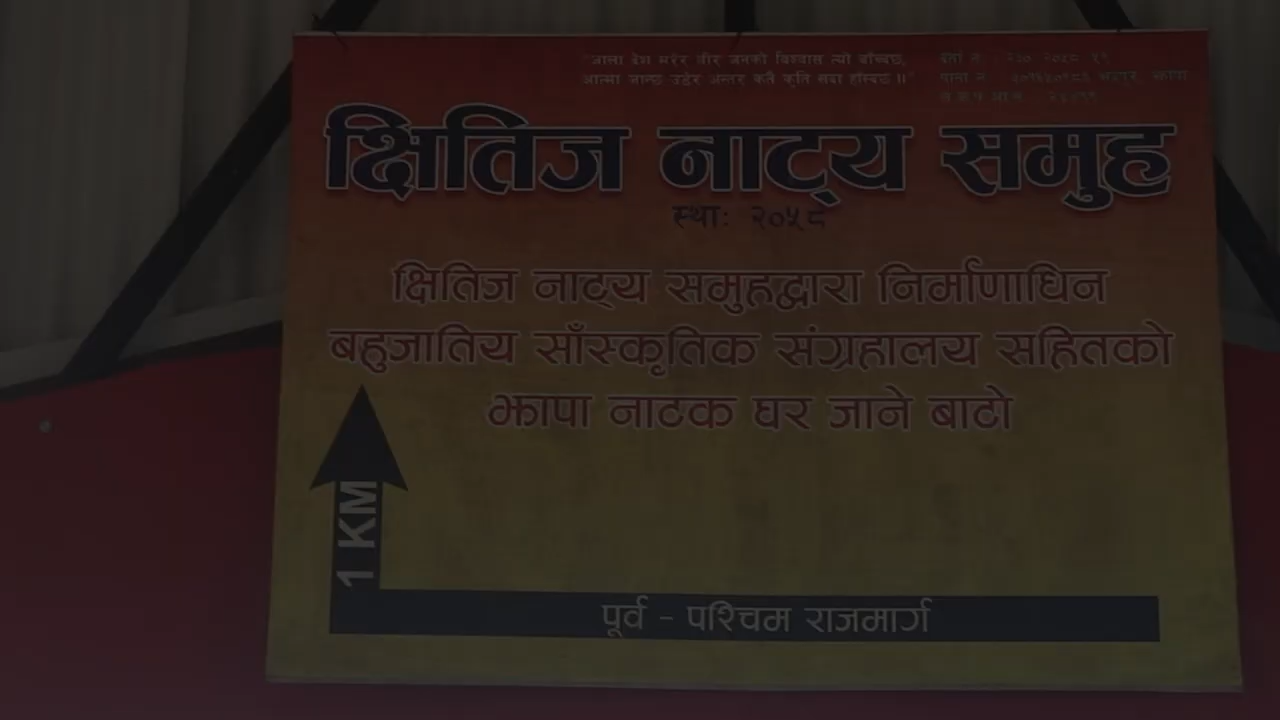 क्षितिज नाट्य समुह
स्थाः २०५८
क्षितिज नाट्य समुहद्वारा निर्माणाधिन
बहुजातिय साँस्कृतिक संग्रहालय सहितको
झापा नाटक घर जाने बाटो
1 KM
पूर्व - पश्चिम राजमार्ग